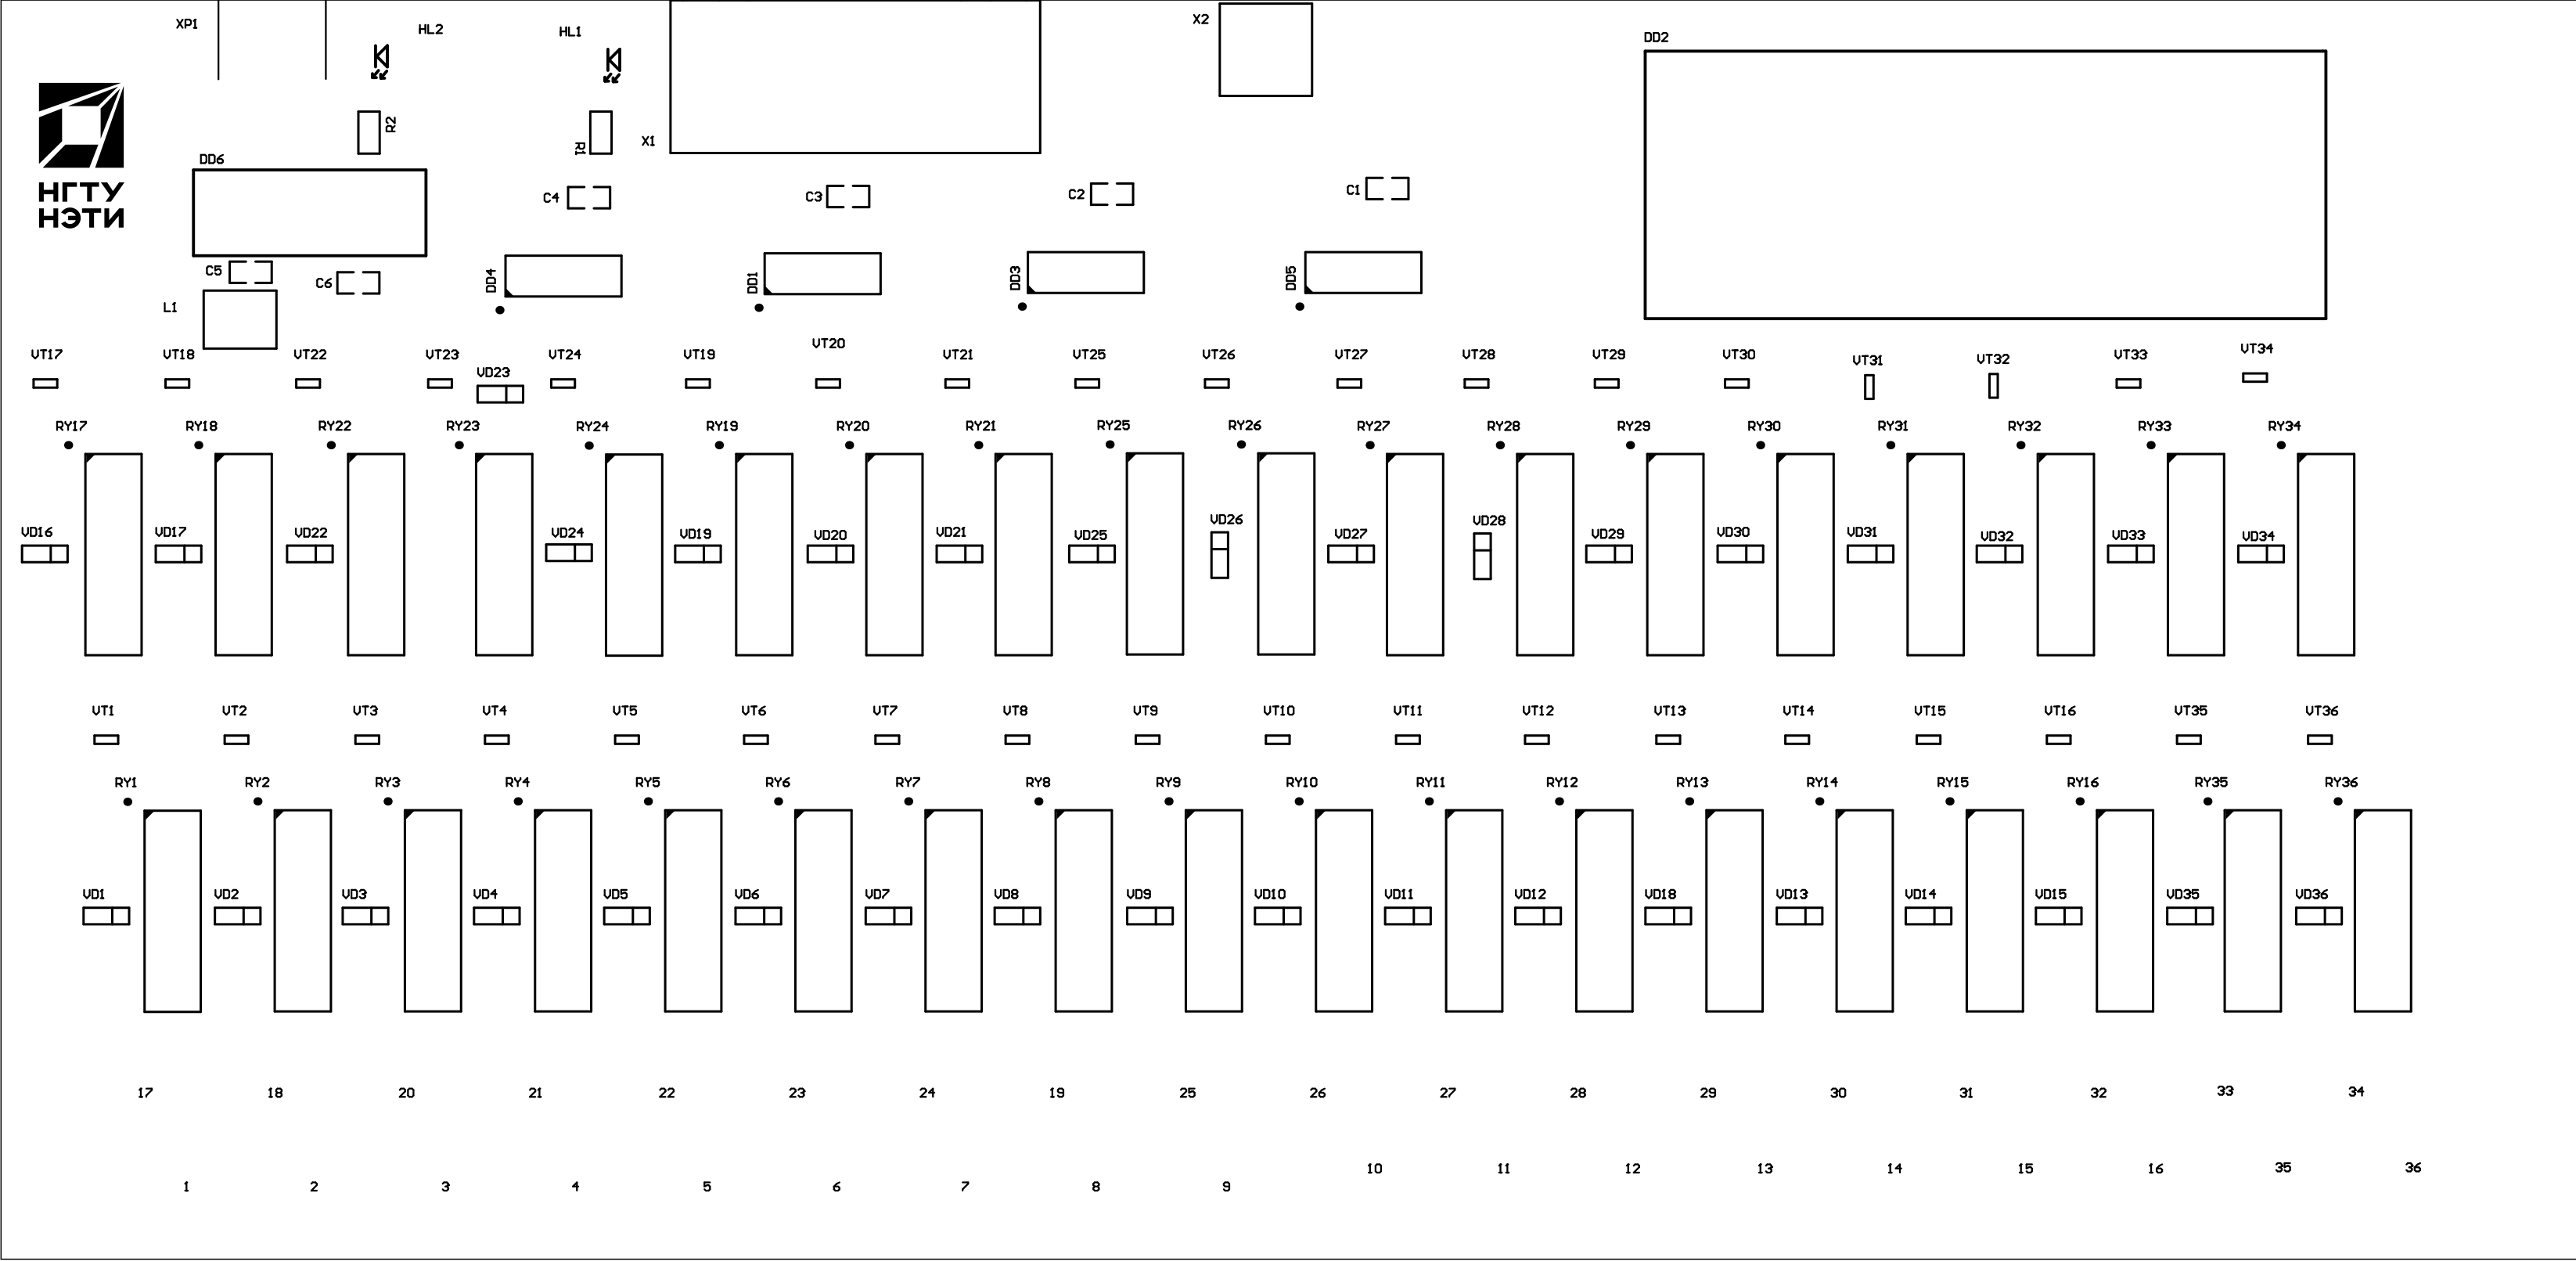 XP1 HL2 HL1 X2 DD2
R2 R1 X1
НГТУ
НЭТИ
DD6
C4 C3 C2 C1
C5 C6 DD4 DD1 DD3 DD5
L1
VT17 VT18 VT22 VT23 VT24 VT19 VT20 VT21 VT25 VT26 VT27 VT28 VT29 VT30 VT31 VT32 VT33 VT34
VD23
RY17 RY18 RY22 RY23 RY24 RY19 RY20 RY21 RY25 RY26 RY27 RY28 RY29 RY30 RY31 RY32 RY33 RY34
VD16 VD17 VD22 VD24 VD19 VD20 VD21 VD25 VD26 VD27 VD28 VD29 VD30 VD31 VD32 VD33 VD34
VT1 VT2 VT3 VT4 VT5 VT6 VT7 VT8 VT9 VT10 VT11 VT12 VT13 VT14 VT15 VT16 VT35 VT36
RY1 RY2 RY3 RY4 RY5 RY6 RY7 RY8 RY9 RY10 RY11 RY12 RY13 RY14 RY15 RY16 RY35 RY36
VD1 VD2 VD3 VD4 VD5 VD6 VD7 VD8 VD9 VD10 VD11 VD12 VD18 VD13 VD14 VD15 VD35 VD36
17 18 20 21 22 23 24 19 25 26 27 28 29 30 31 32 33 34
1 2 3 4 5 6 7 8 9 10 11 12 13 14 15 16 35 36